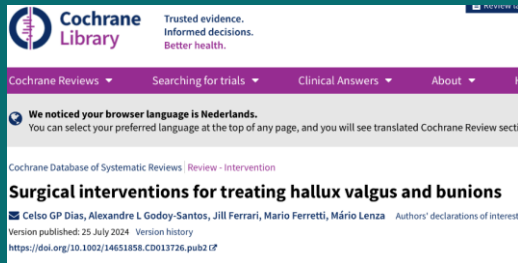 Review la
Cochrane
Library
Trusted evidence.
Informed decisions.
Better health.
Cochrane Reviews Searching for trials Clinical Answers About
We noticed your browser language is Nederlands.
You can select your preferred language at the top of any page, and you will see translated Cochrane Review secti
Cochrane Database of Systematic Reviews | Review - Intervention
Surgical interventions for treating hallux valgus and bunions
Celso GP Dias, Alexandre L Godoy-Santos, Jill Ferrari, Mario Ferretti, Mário Lenza Authors' declarations of interest
Version published: 25 July 2024 Version history
https://doi.org/10.1002/14651858.CD013726.pub2